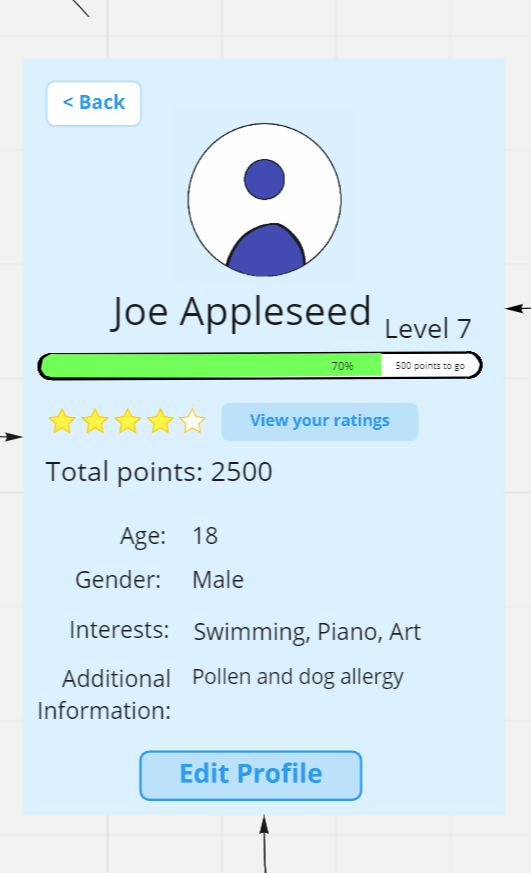 < Back
Joe Appleseed
Level 7
70% 500 points to go
View your ratings
Total points: 2500
Age: 18
Gender: Male
Interests: Swimming, Piano, Art
Additional Pollen and dog allergy
Information:
Edit Profile